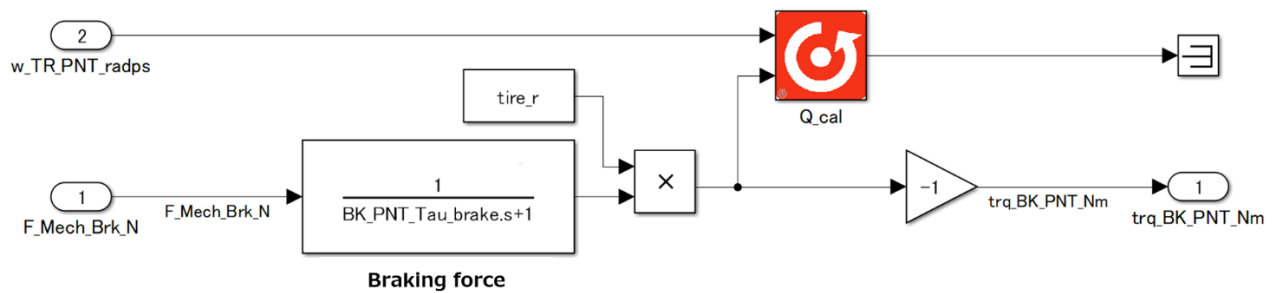 2
w_TR_PNT_radps
tire_r
Q_cal
1
F_Mech_Brk_N
F_Mech_Brk_N
1
BK_PNT_Tau_brake.s+1
Braking force
×
-1
trq_BK_PNT_Nm
1
trq_BK_PNT_Nm